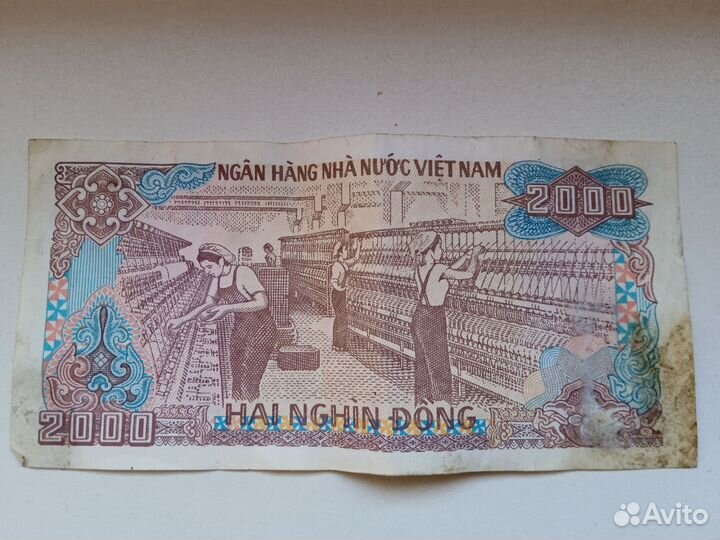 NGÂN HÀNG NHÀ NƯỚC VIỆT NAM
2000
2000
HAI NGHÌN ĐỒNG
Avito